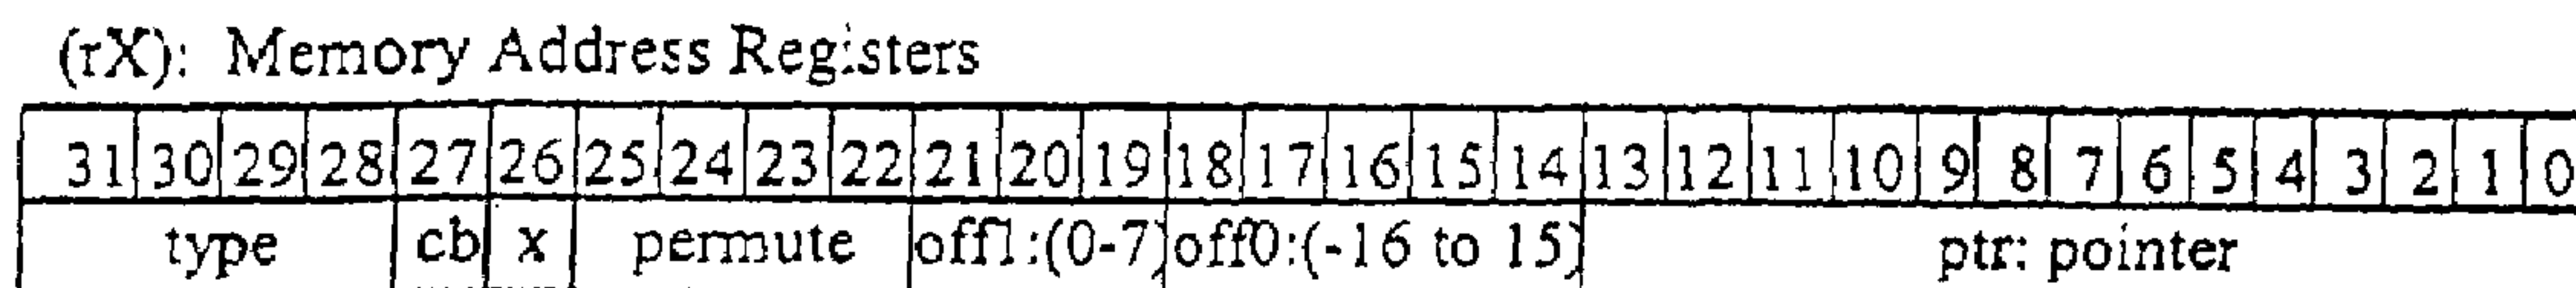 (rX): Memory Address Registers
31 30 29 28 27 26 25 24 23 22 21 20 19 18 17 16 15 14 13 12 11 10 9 8 7 6 5 4 3 2 1 0
type cb x permute off1:(0-7) off0:(-16 to 15) ptr: pointer